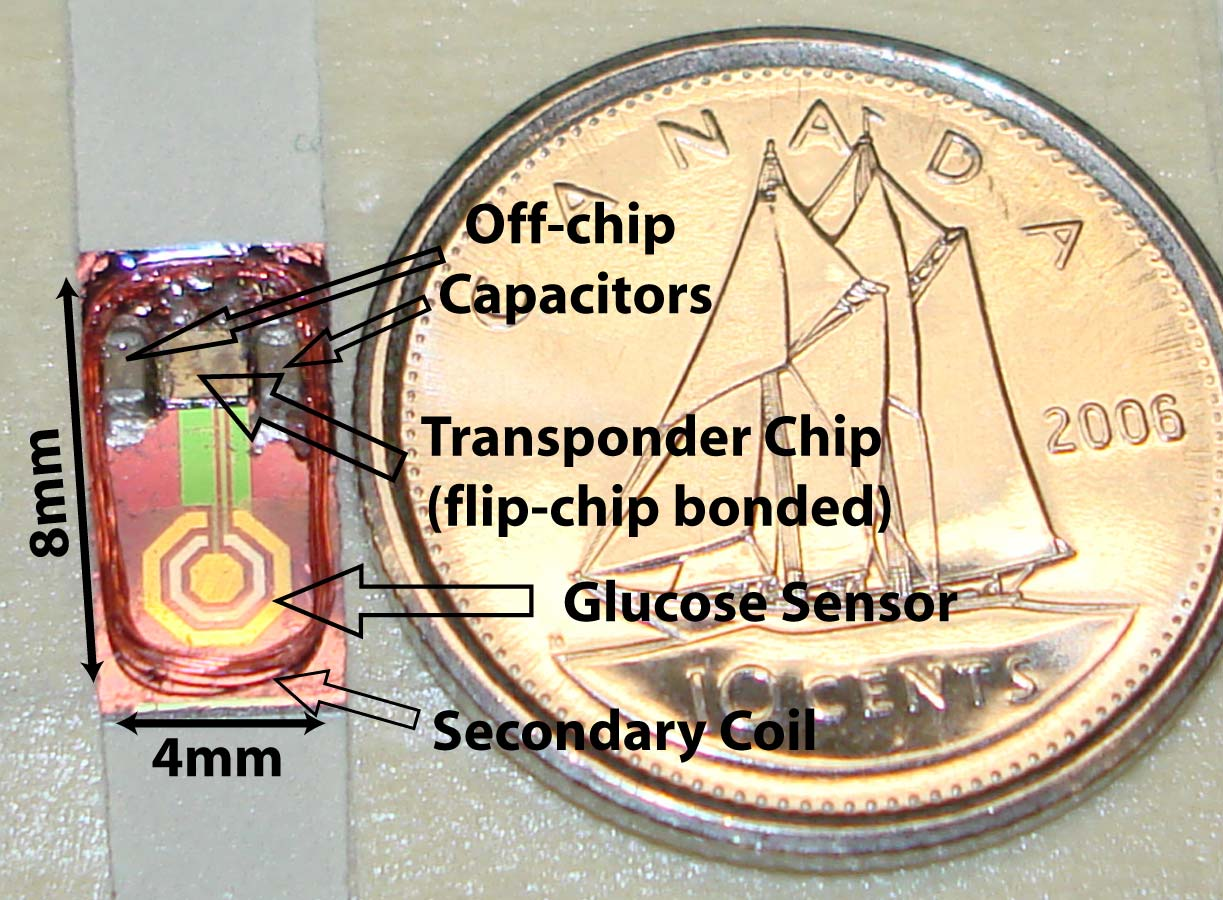 CANADA
Off-chip
Capacitors
2006
8mm
Transponder Chip
(flip-chip bonded)
Glucose Sensor
10 CENTS
Secondary Coil
4mm